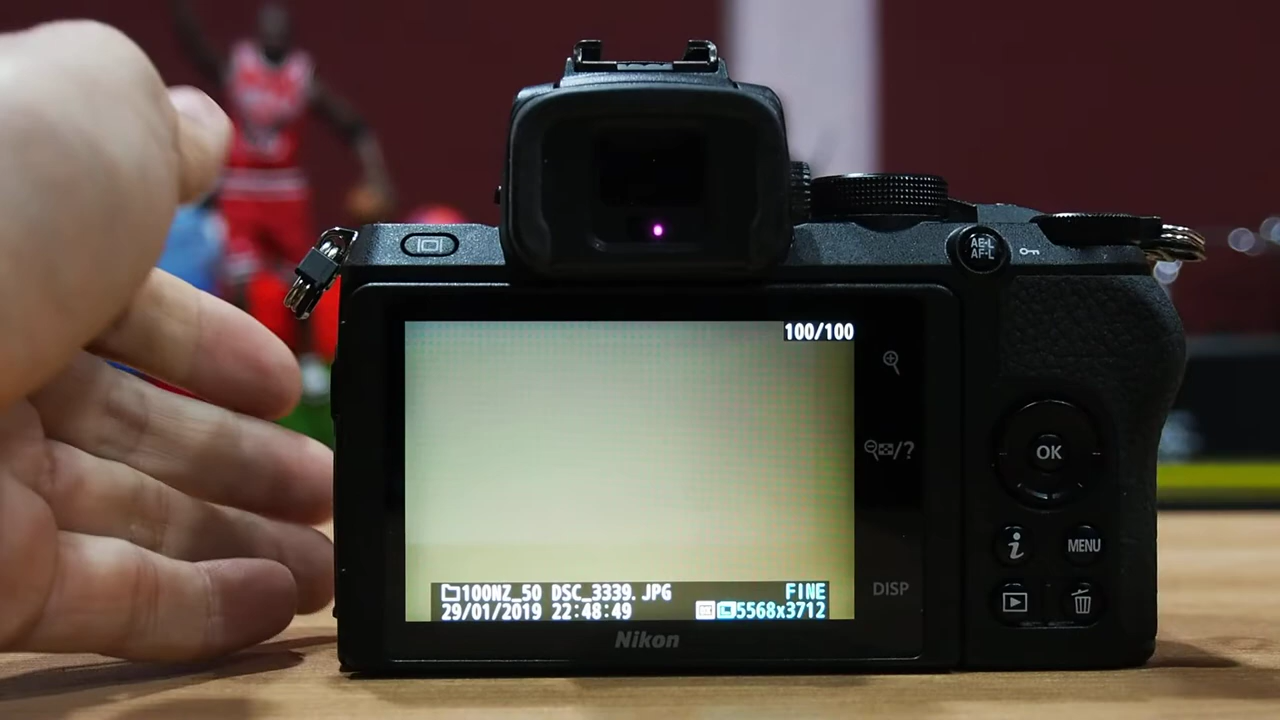 AE-L
AF-L
100/100
/?
OK
i
MENU
100NZ_50 DSC_3339.JPG FINE
29/01/2019 22:48:49 5568x3712
DISP
Nikon